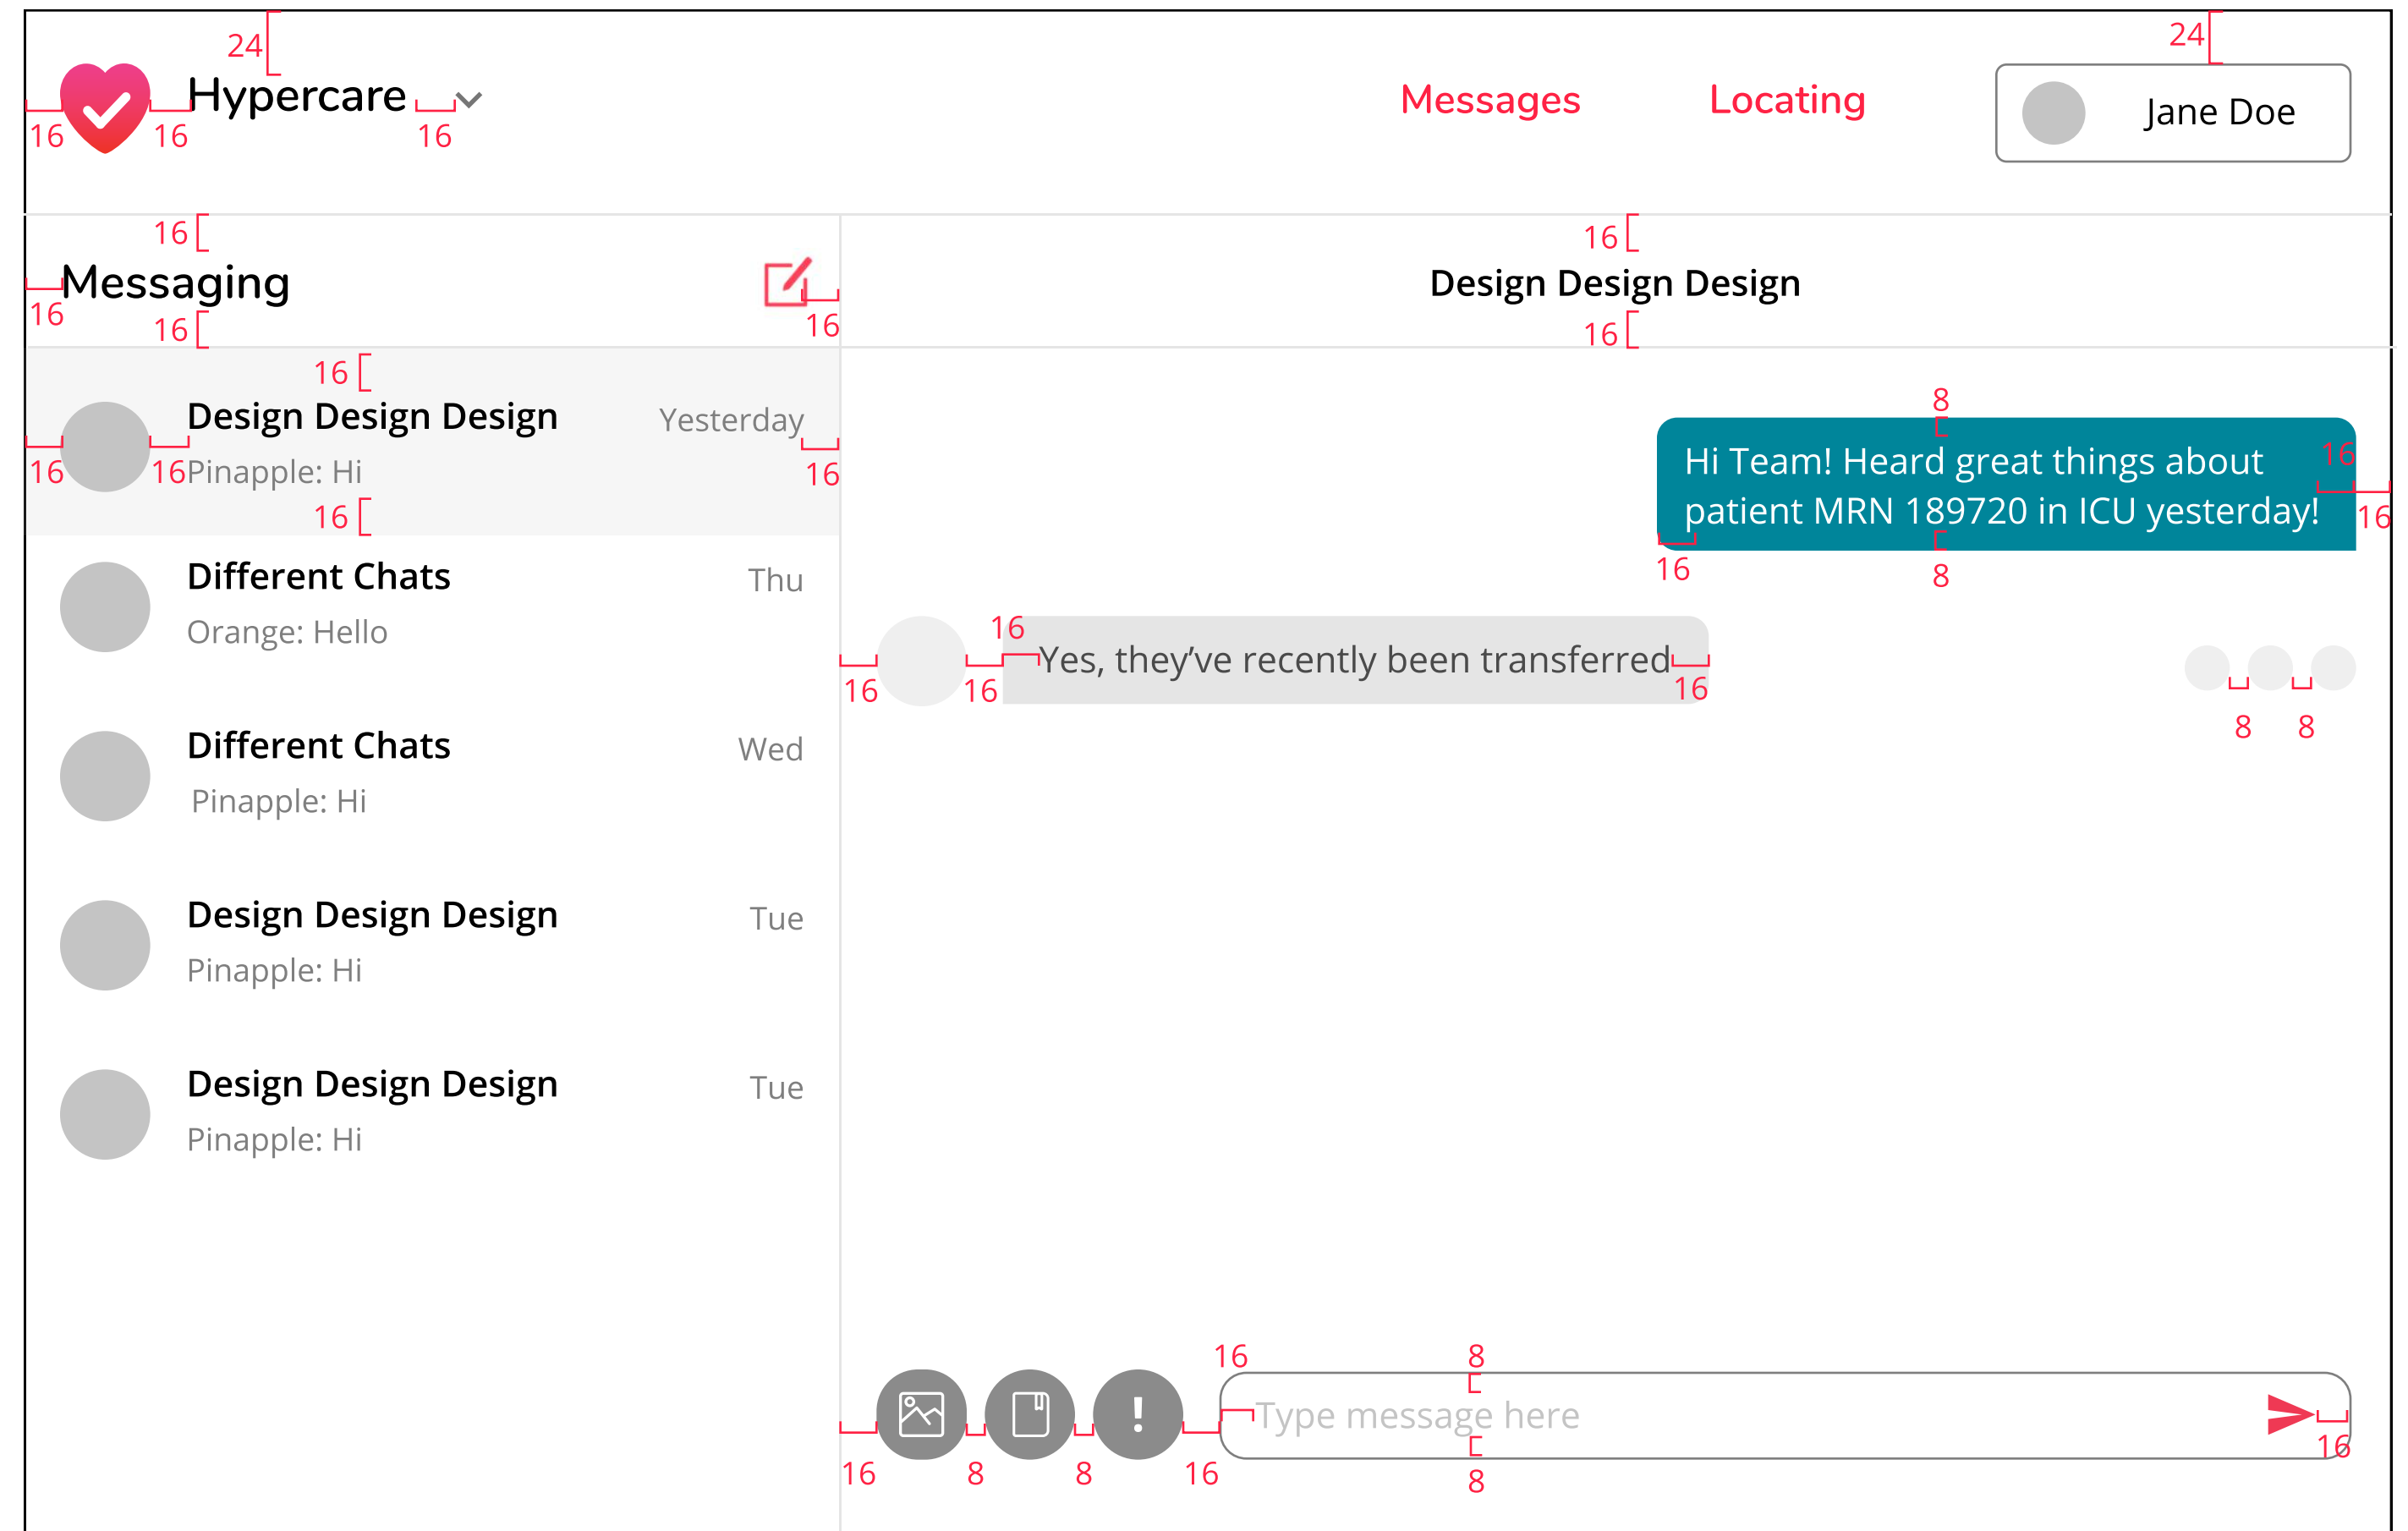 24
24
Hypercare
Messages
Locating
Jane Doe
16
16
16
16
16
Messaging
Design Design Design
16
16
16
16
16
Design Design Design
Yesterday
16
16
Pinapple: Hi
16
16
8
Hi Team! Heard great things about
16
patient MRN 189720 in ICU yesterday!
16
16
8
Different Chats
Thu
Orange: Hello
16
Yes, they’ve recently been transferred
16
16
16
8
8
Different Chats
Wed
Pinapple: Hi
Design Design Design
Tue
Pinapple: Hi
Design Design Design
Tue
Pinapple: Hi
16
8
!
Type message here
16
16
8
8
16
8